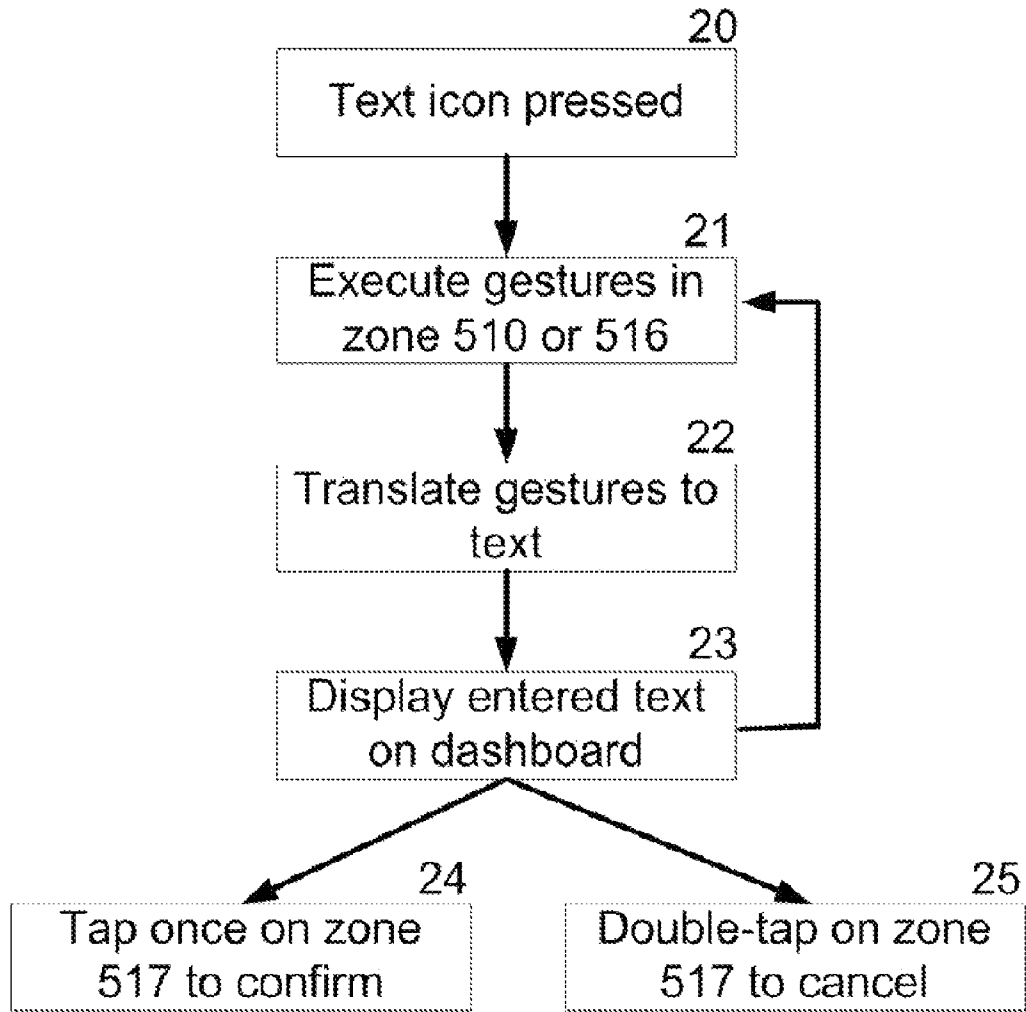 20
Text icon pressed
21
Execute gestures in
zone 510 or 516
22
Translate gestures to
text
23
Display entered text
on dashboard
24
Tap once on zone
517 to confirm
25
Double-tap on zone
517 to cancel